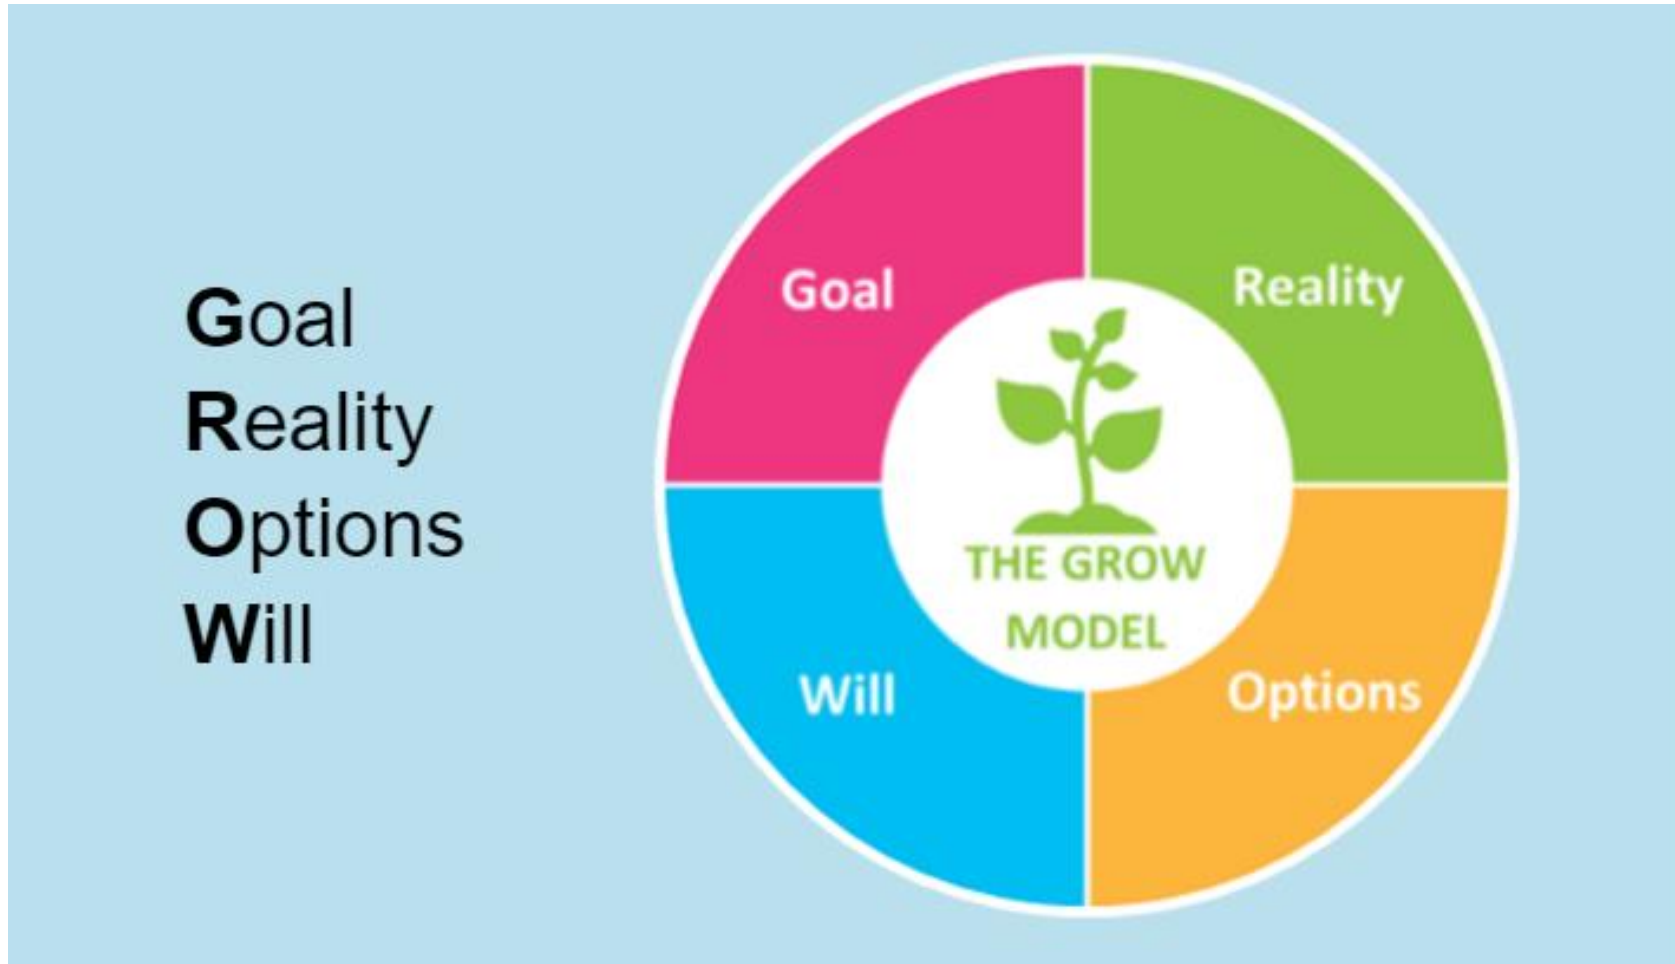 Goal
Reality
Options
Will
Goal
Reality
THE GROW
MODEL
Will
Options